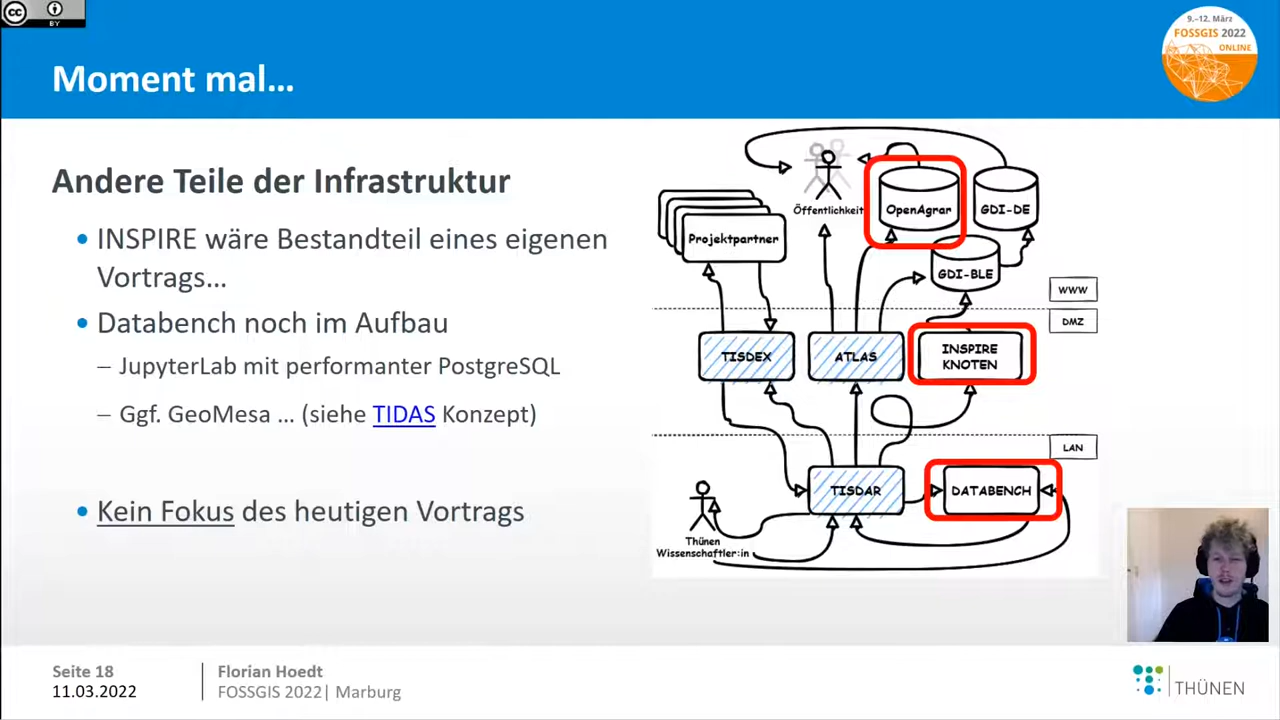 cc
BY
9.–12. März
FOSSGIS 2022
ONLINE
Moment mal…
Andere Teile der Infrastruktur
• INSPIRE wäre Bestandteil eines eigenen
Vortrags…
• Databench noch im Aufbau
– JupyterLab mit performanter PostgreSQL
– Ggf. GeoMesa … (siehe TIDAS Konzept)
• Kein Fokus des heutigen Vortrags
Öffentlichkeit
OpenAgrar
GDI-DE
Projektpartner
GDI-BLE
WWW
DMZ
TISDEX
ATLAS
INSPIRE
KNOTEN
LAN
TISDAR
DATABENCH
Thünen
Wissenschaftler:in
Seite 18
11.03.2022
Florian Hoedt
FOSSGIS 2022| Marburg
THÜNEN